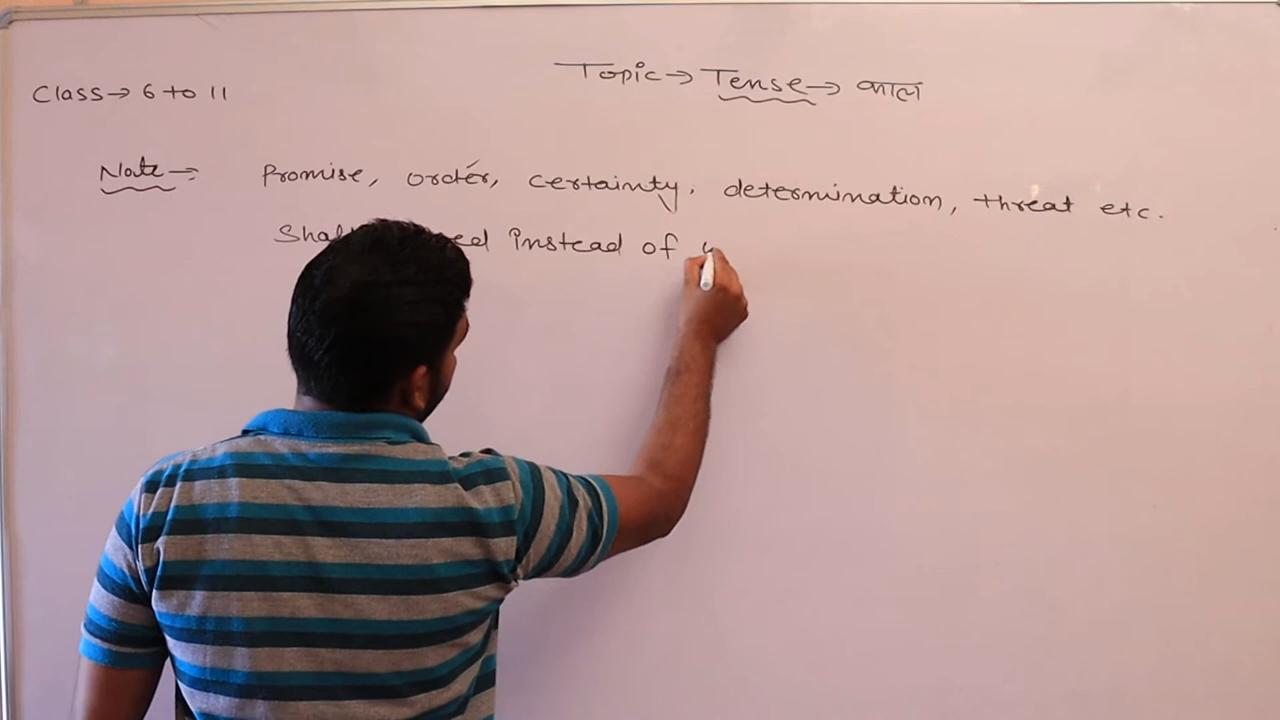 Topic → Tense → काल
Class → 6 to 11
Note → Promise, order, certainty, determination, threat etc.
instead of